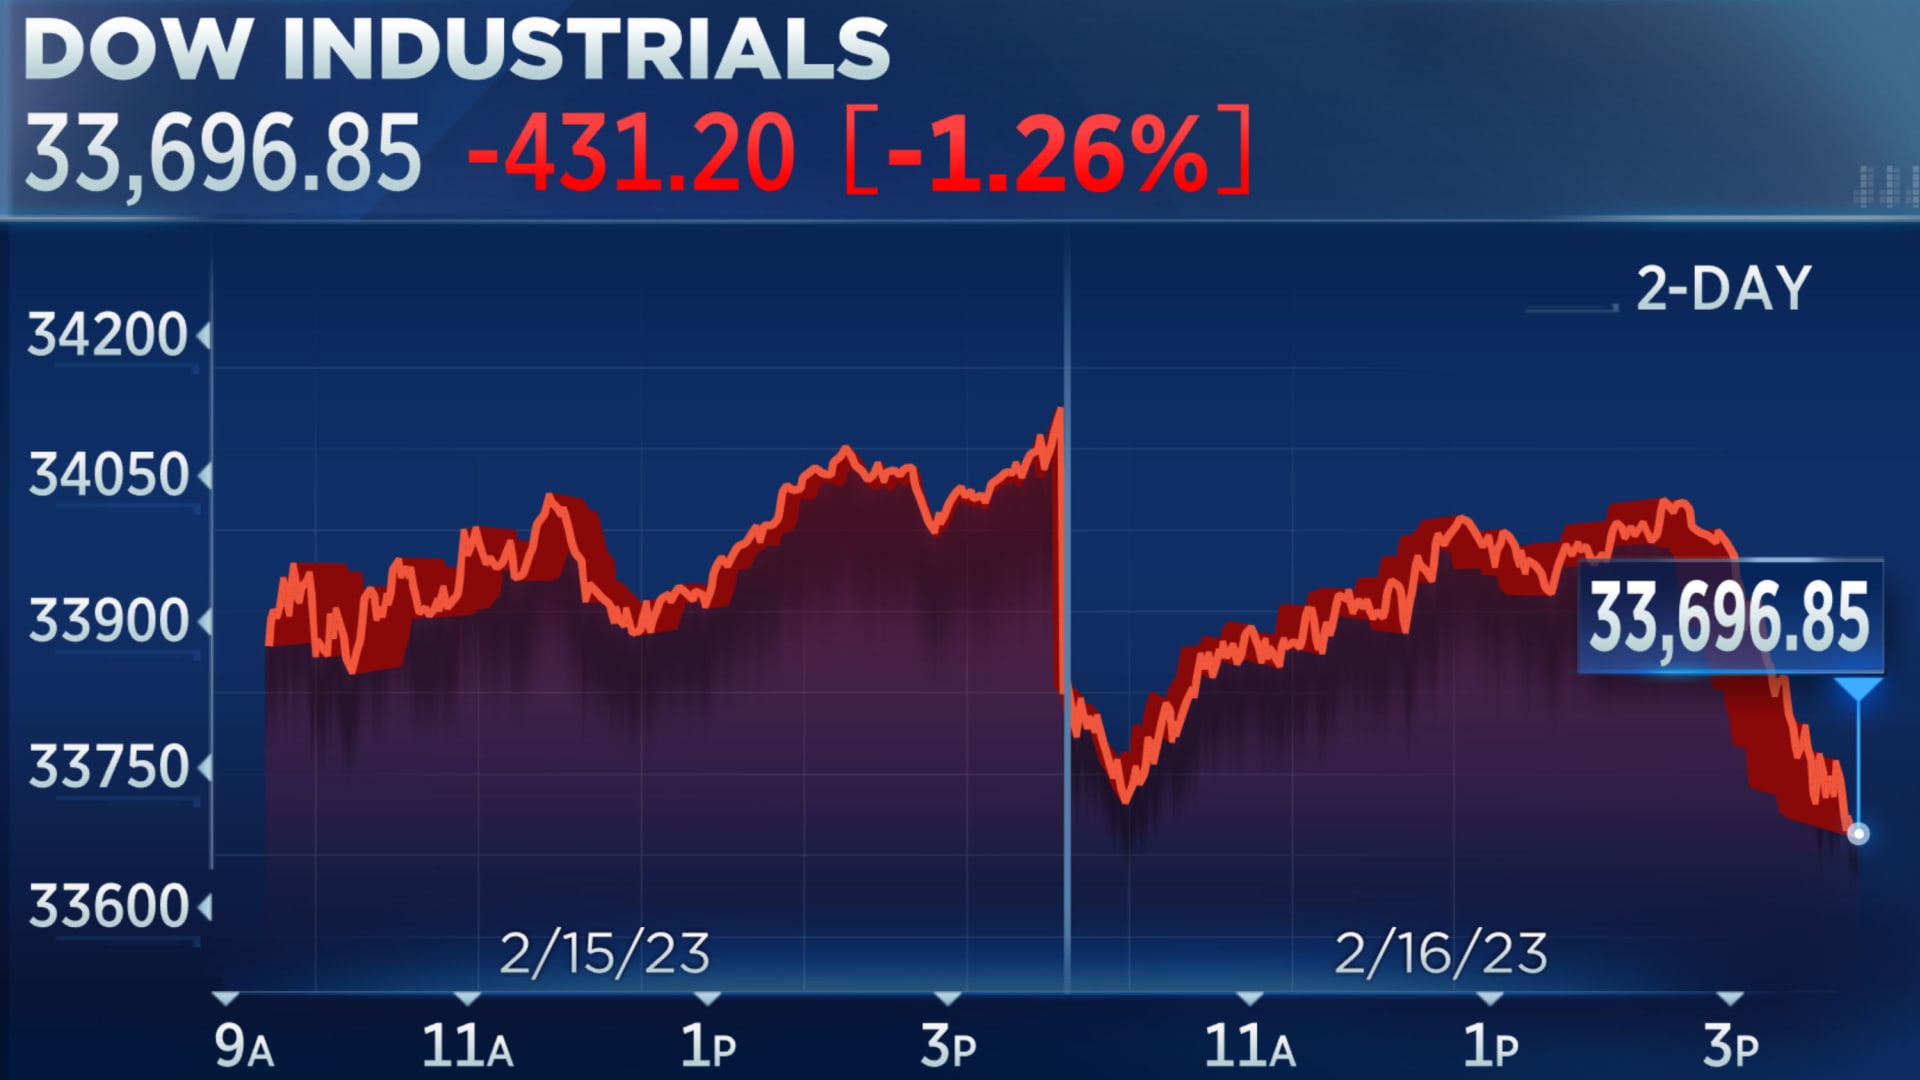 DOW INDUSTRIALS
33,696.85 -431.20 [-1.26%]
2-DAY
34200
34050
33900
33750
33600
33,696.85
2/15/23 2/16/23
9A 11A 1P 3P 11A 1P 3P